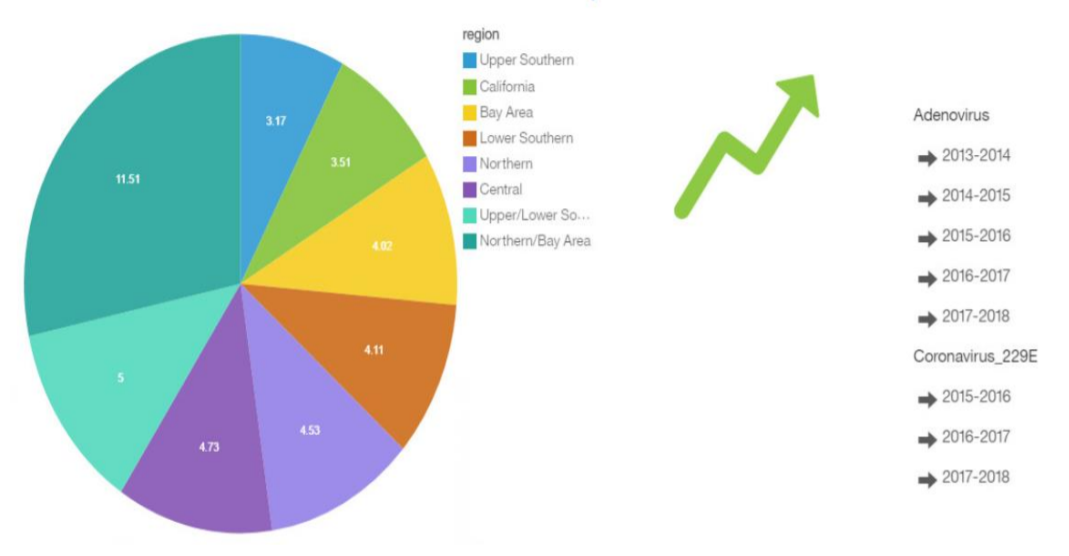 region
Upper Southern
California
Bay Area
Lower Southern
Northern
Central
Upper/Lower So...
Northern/Bay Area
3.17
3.51
4.02
4.11
4.53
4.73
5
11.51
Adenovirus
2013-2014
2014-2015
2015-2016
2016-2017
2017-2018
Coronavirus_229E
2015-2016
2016-2017
2017-2018